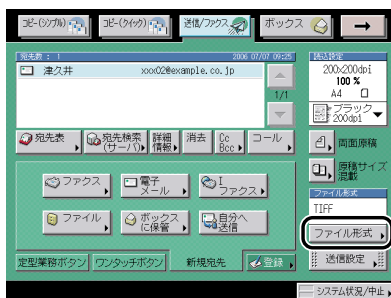 コピー(シンプル)
コピー(クイック)
送信/ファクス
ボックス
宛先数 : 1
2006 07/07 09:25
津久井
xxx02@example.co.jp
1/1
宛先表
宛先検索
(サーバ)
詳細
情報
消去
Cc
Bcc
コール
ファクス
電子
メール
I
ファクス
ファイル
ボックス
に保管
自分へ
送信
定型業務ボタン
ワンタッチボタン
新規宛先
登録
読込設定
200x200dpi
100 %
A4
ブラック
200dpi
両面原稿
原稿サイズ
混載
ファイル形式
TIFF
ファイル形式
送信設定
システム状況/中止